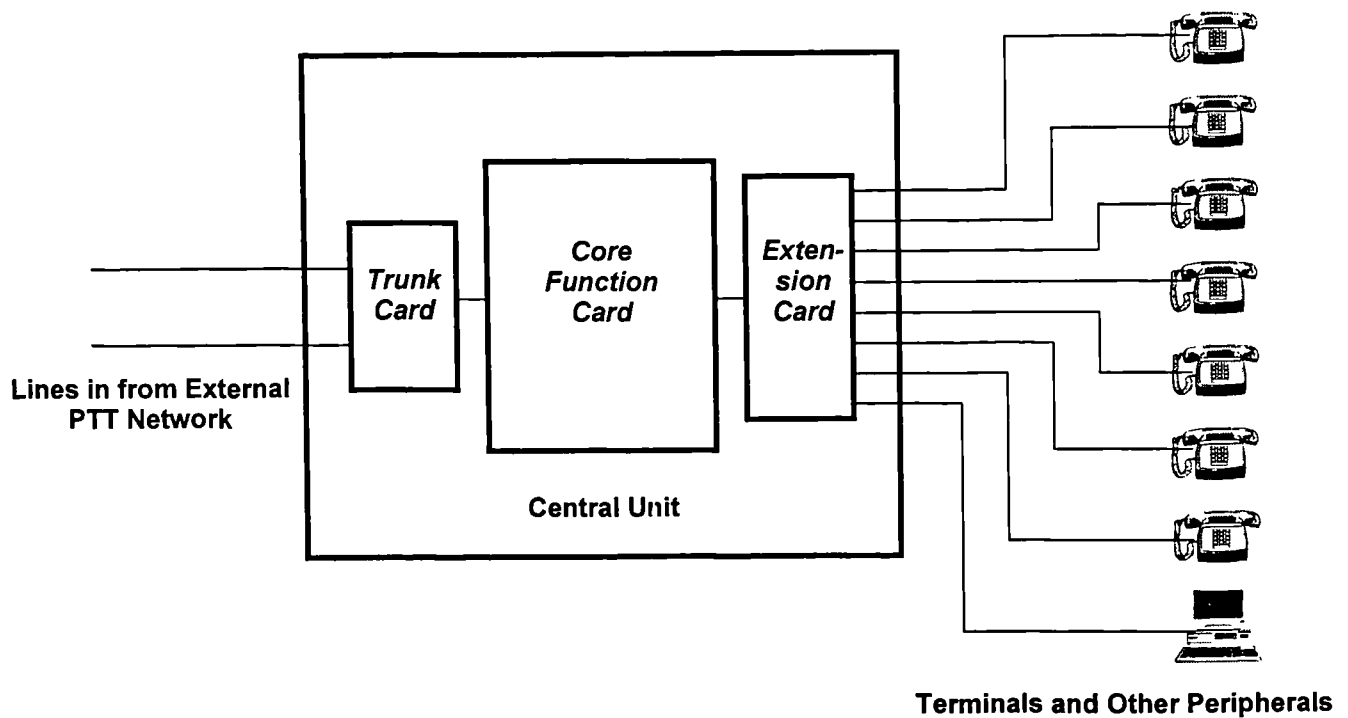 Trunk
Card
Core
Function
Card
Exten-
sion
Card
Lines in from External
PTT Network
Central Unit
Terminals and Other Peripherals